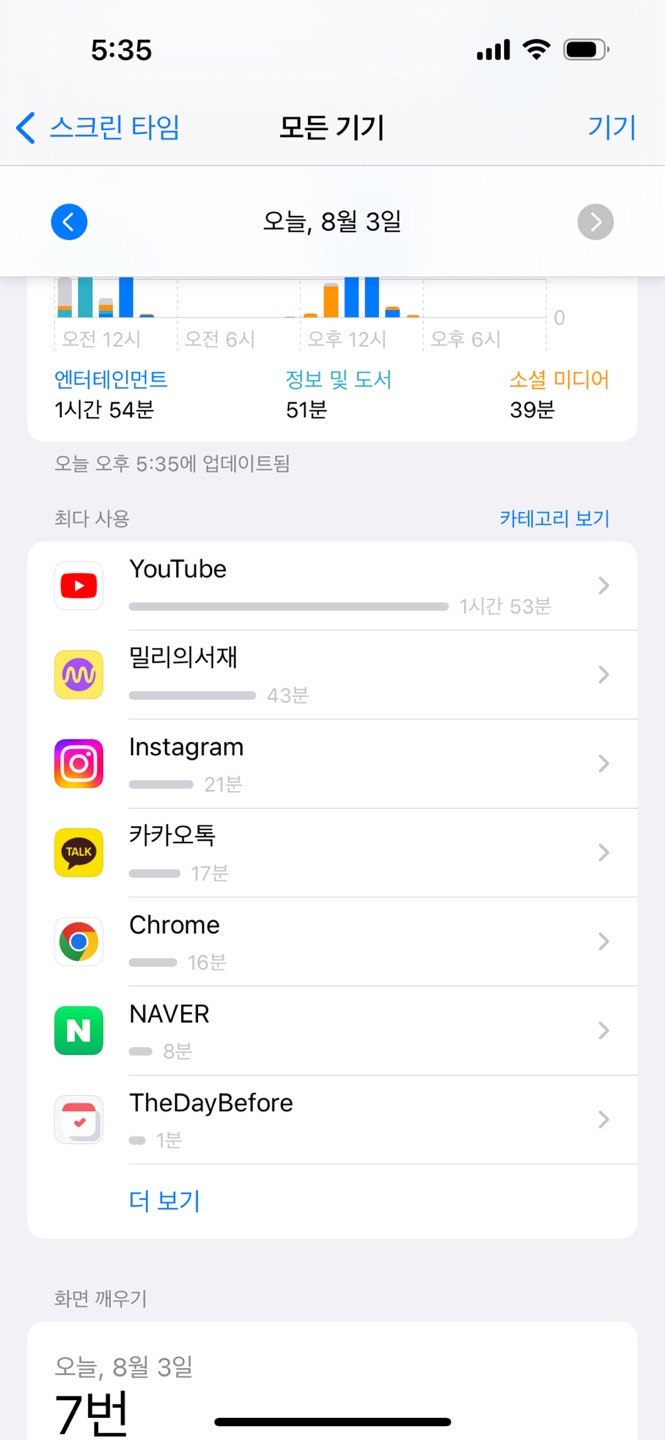 5:35
스크린 타임 모든 기기 기기
오늘, 8월 3일
0
오전 12시 오전 6시 오후 12시 오후 6시
엔터테인먼트 정보 및 도서 소셜 미디어
1시간 54분 51분 39분
오늘 오후 5:35에 업데이트됨
최다 사용 카테고리 보기
YouTube
1시간 53분
밀리의서재
43분
Instagram
21분
TALK
카카오톡
17분
Chrome
16분
N
NAVER
8분
TheDayBefore
1분
더 보기
화면 깨우기
오늘, 8월 3일
7번